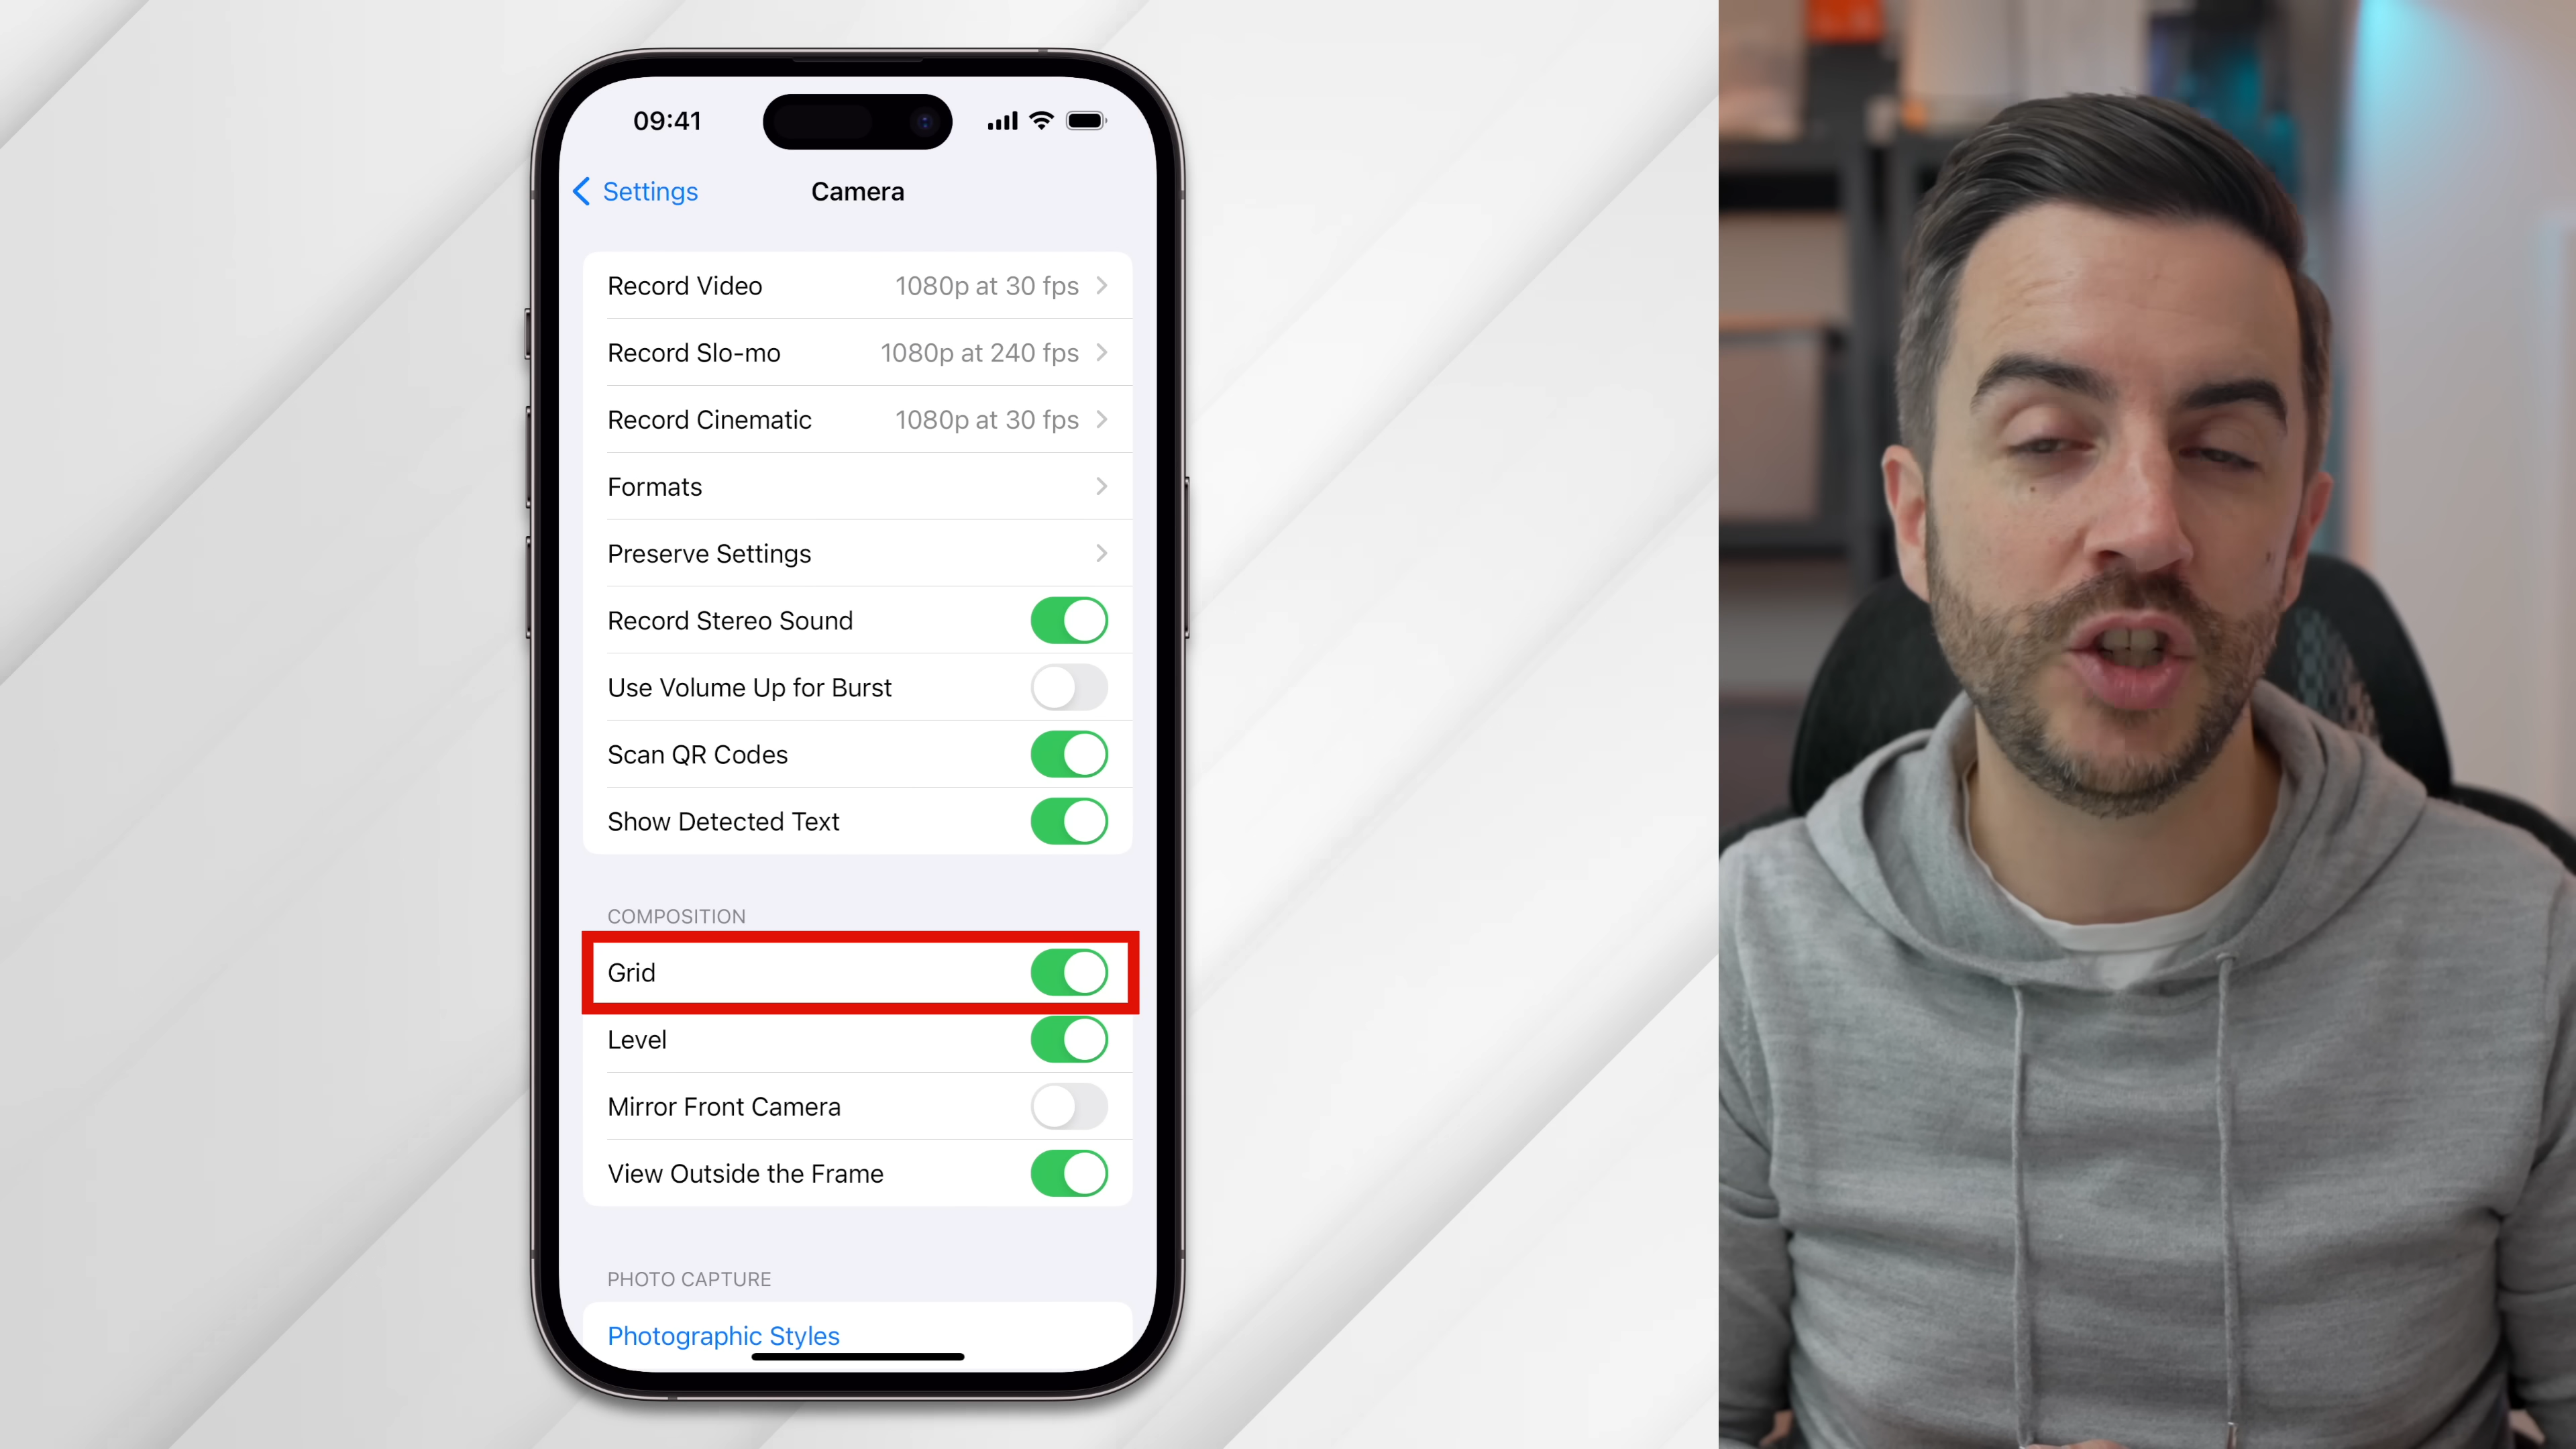 09:41
Settings
Camera
Record Video 1080p at 30 fps
Record Slo-mo 1080p at 240 fps
Record Cinematic 1080p at 30 fps
Formats
Preserve Settings
Record Stereo Sound
Use Volume Up for Burst
Scan QR Codes
Show Detected Text
COMPOSITION
Grid
Level
Mirror Front Camera
View Outside the Frame
PHOTO CAPTURE
Photographic Styles